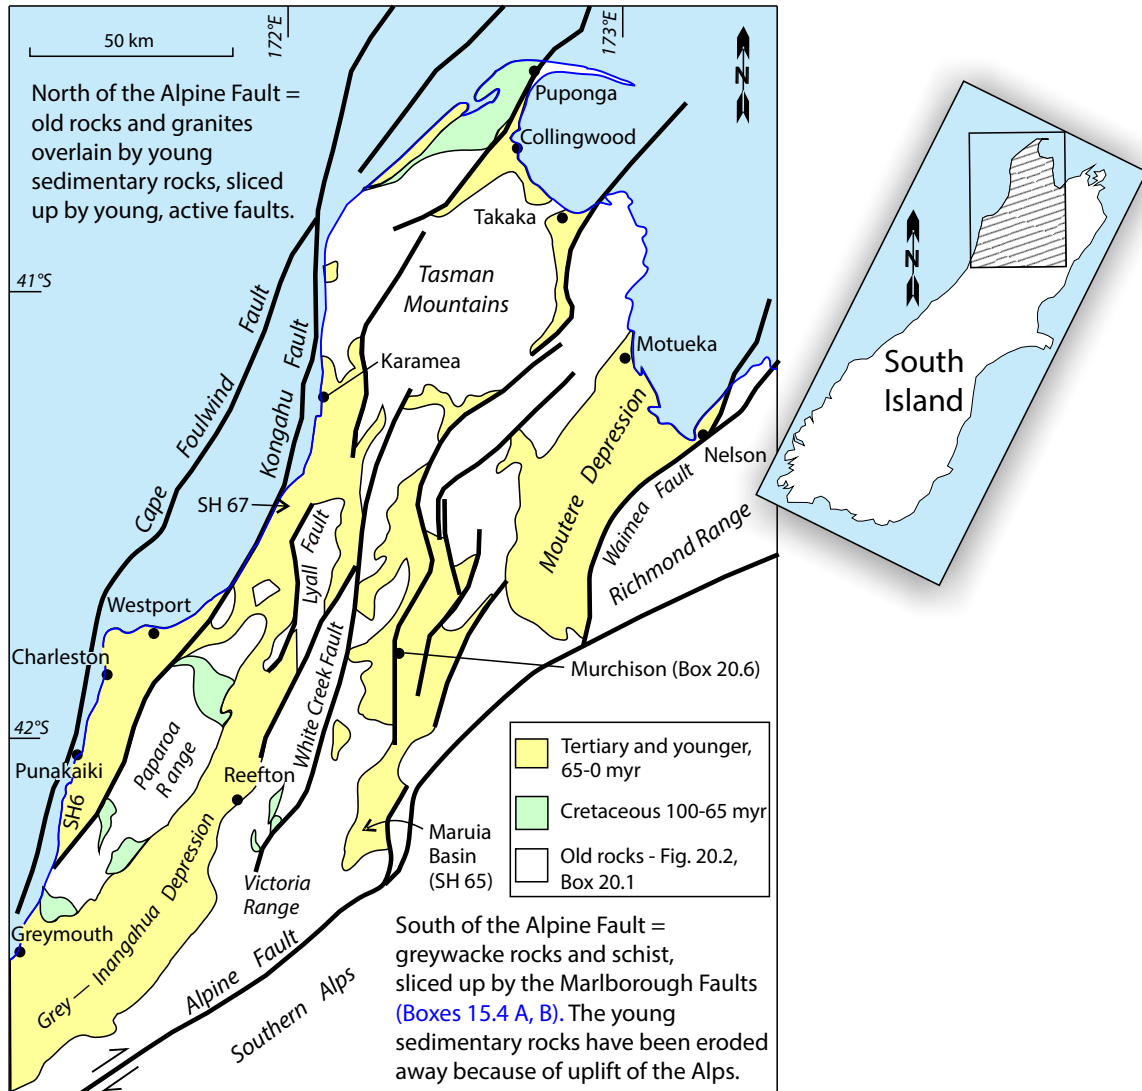 172°E
173°E
50 km
N
North of the Alpine Fault =
old rocks and granites
overlain by young
sedimentary rocks, sliced
up by young, active faults.
Puponga
Collingwood
Takaka
Tasman
Mountains
41°S
Cape Foulwind Fault
Kongahu Fault
Karamea
Motueka
Nelson
SH 67
Lyall Fault
Moutere Depression
Waimea Fault
Richmond Range
Westport
Charleston
White Creek Fault
Murchison (Box 20.6)
42°S
Punakaiki
Paparoa
Range
SH6
Reefton
Maruia
Basin
(SH 65)
Victoria
Range
Greymouth
Grey — Inangahua Depression
Alpine Fault
Southern Alps
Tertiary and younger,
65-0 myr
Cretaceous 100-65 myr
Old rocks - Fig. 20.2,
Box 20.1
South of the Alpine Fault =
greywacke rocks and schist,
sliced up by the Marlborough Faults
(Boxes 15.4 A, B). The young
sedimentary rocks have been eroded
away because of uplift of the Alps.
N
South
Island